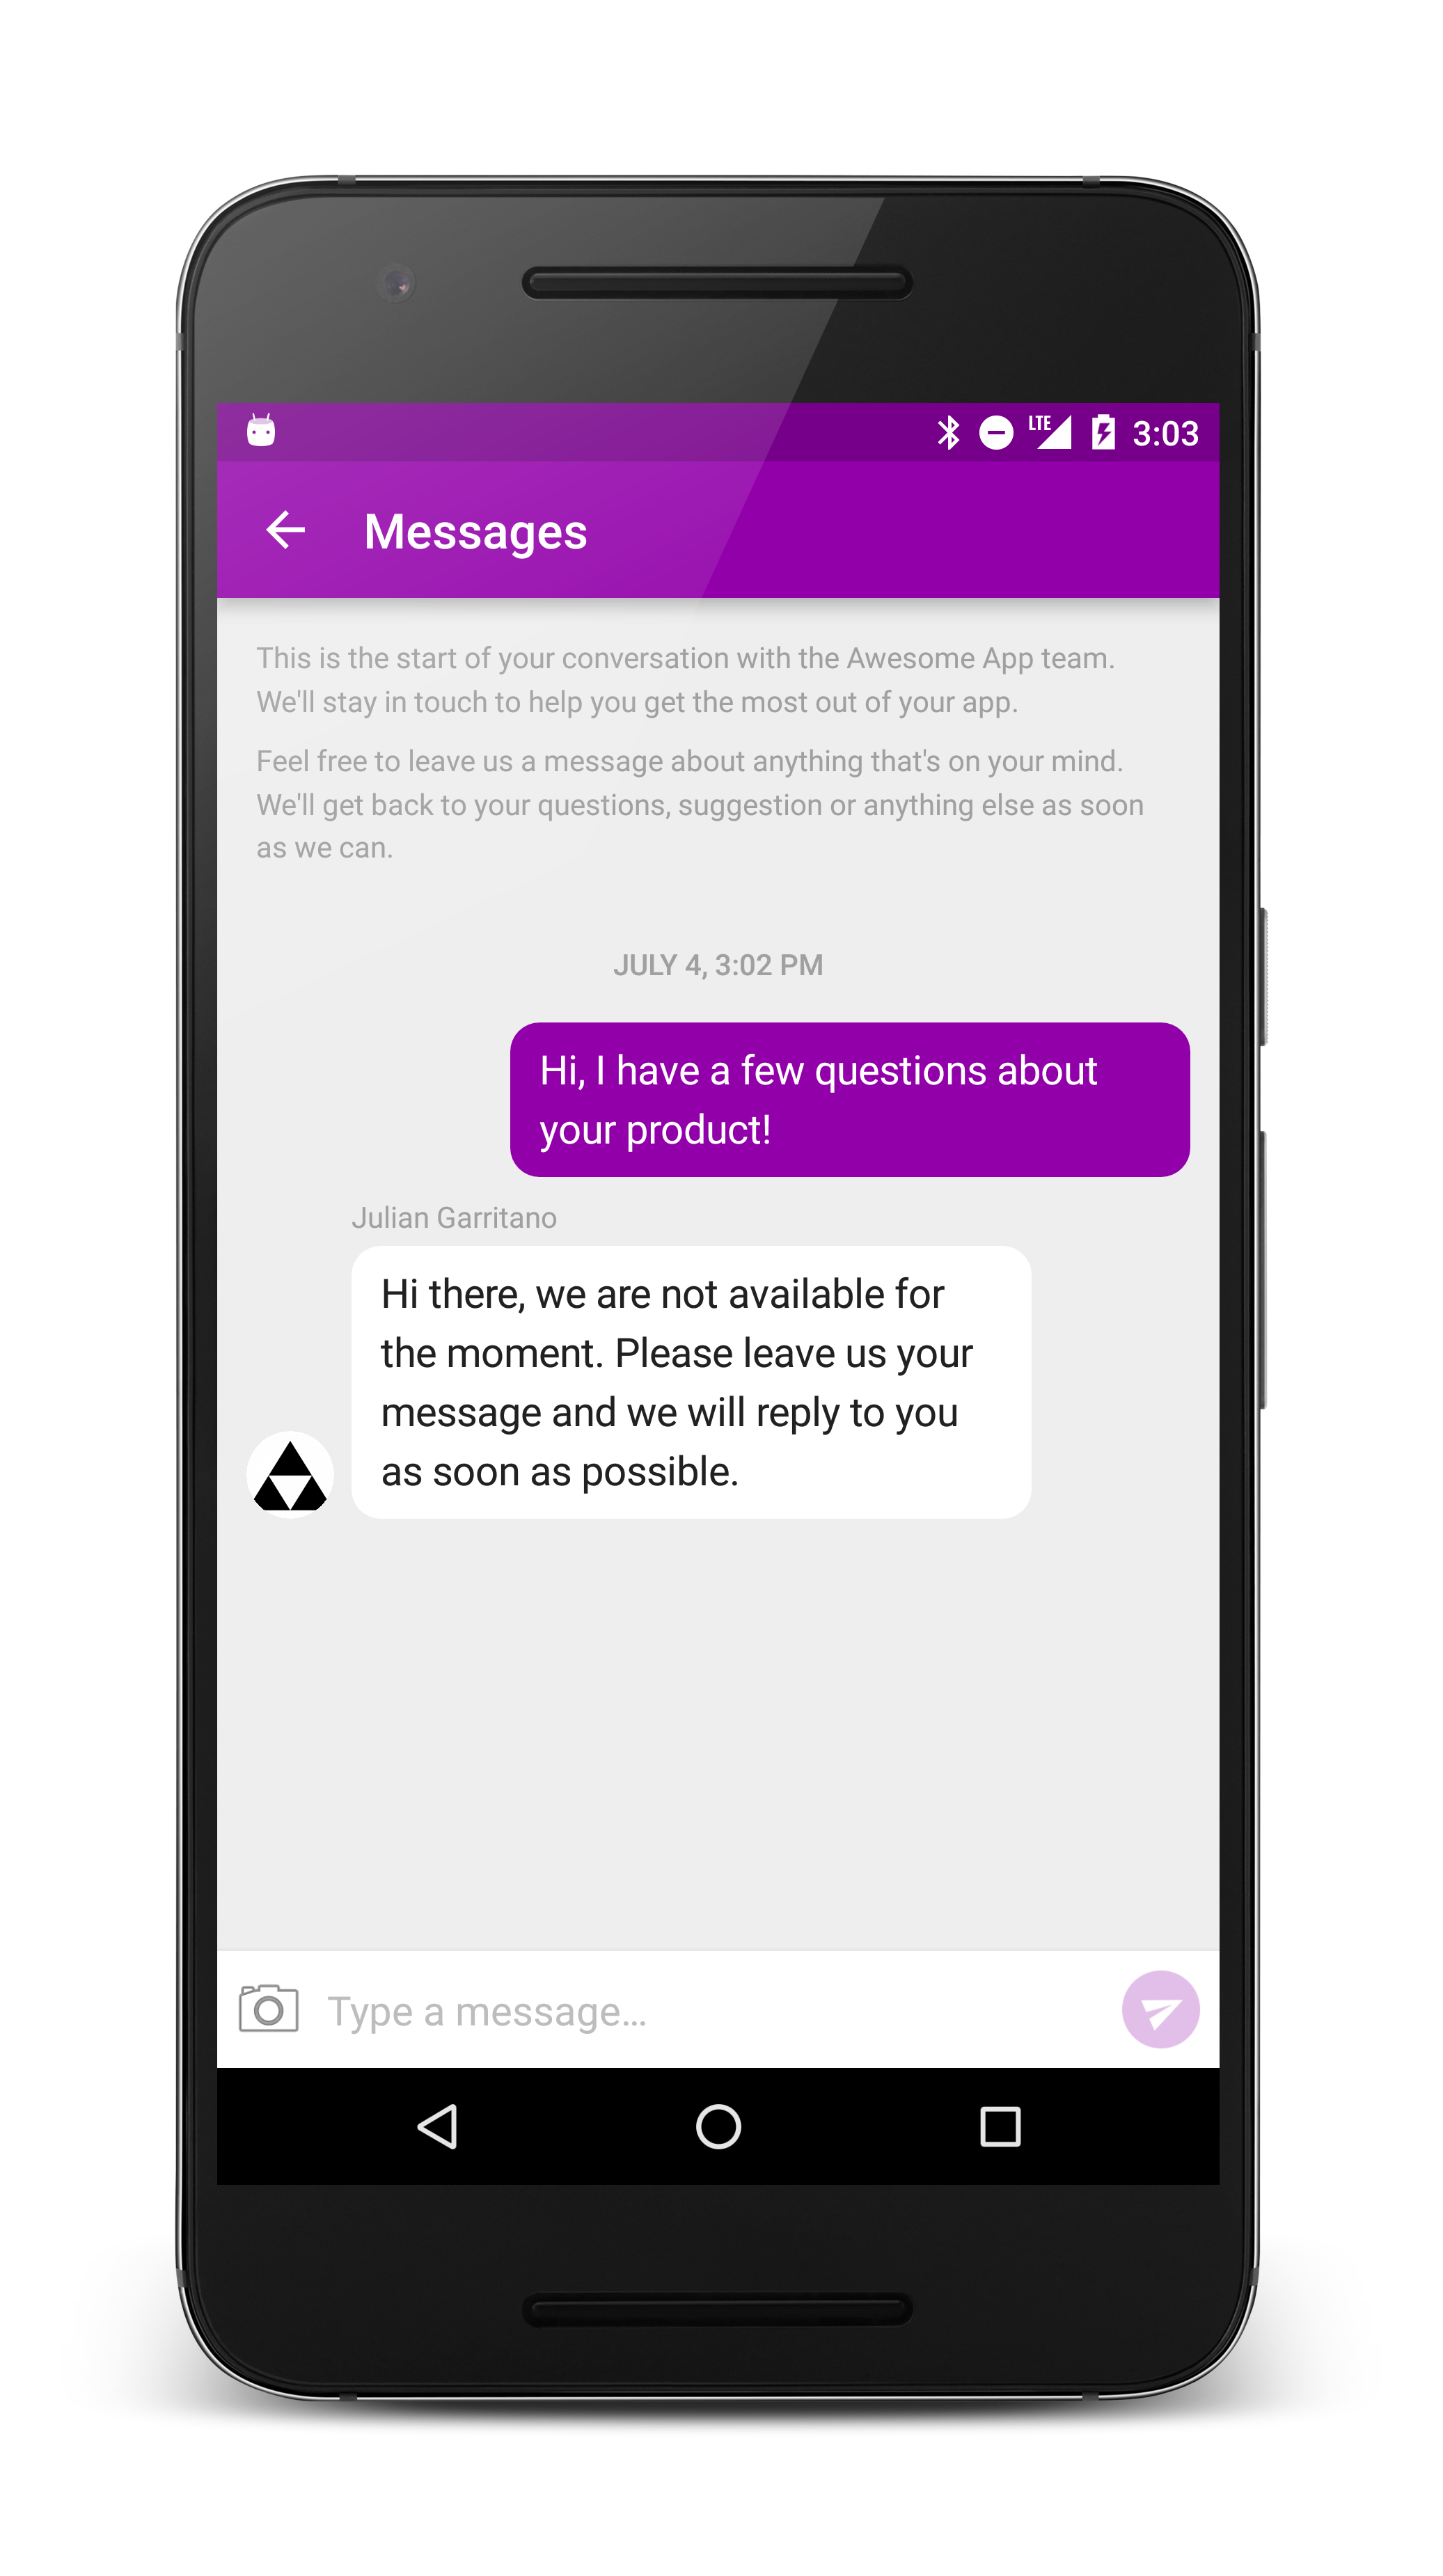 LTE 3:03
Messages
This is the start of your conversation with the Awesome App team.
We'll stay in touch to help you get the most out of your app.
Feel free to leave us a message about anything that's on your mind.
We'll get back to your questions, suggestion or anything else as soon
as we can.
JULY 4, 3:02 PM
Hi, I have a few questions about
your product!
Julian Garritano
Hi there, we are not available for
the moment. Please leave us your
message and we will reply to you
as soon as possible.
Type a message...